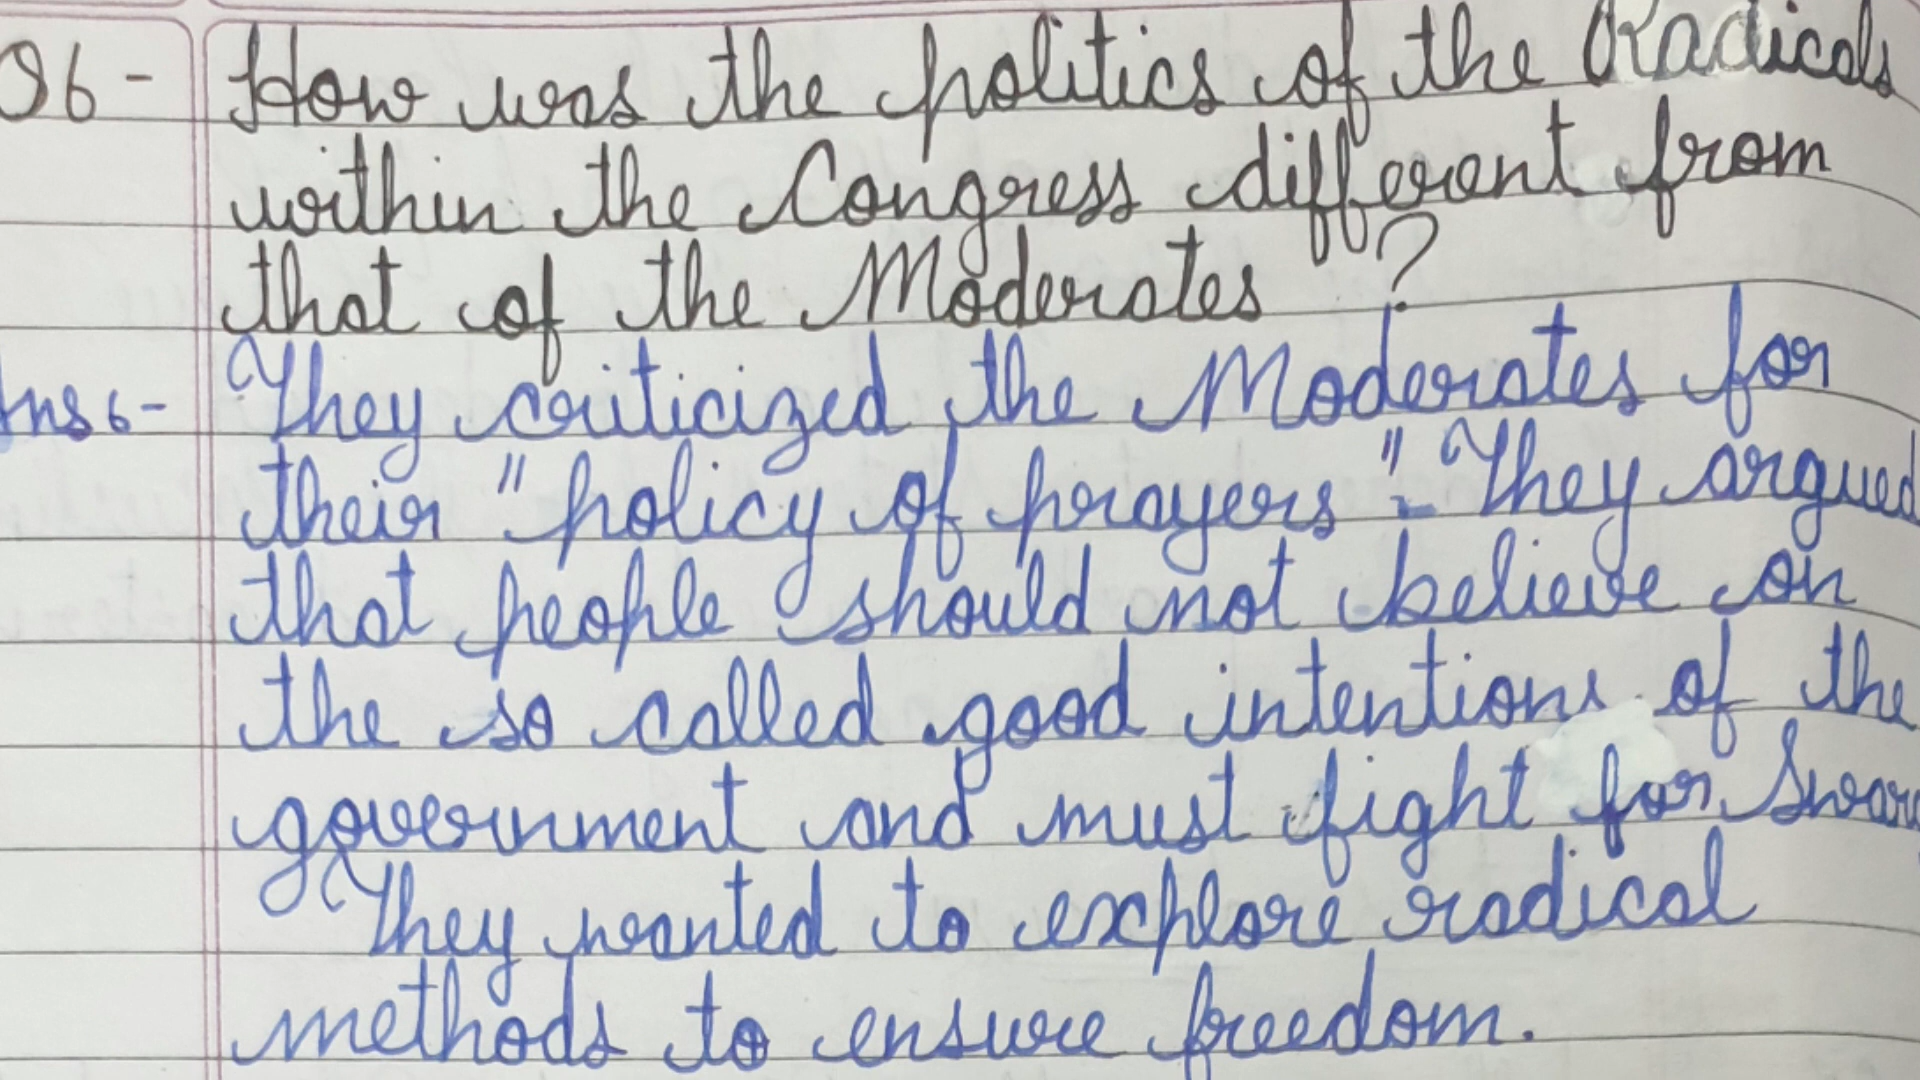 Q6- How was the politics of the Radicals
within the Congress different from
that of the Moderates ?
Ans 6- They criticized the Moderates for
their "policy of prayers". They argued
that people should not believe on
the so called good intentions of the
government and must fight for
They wanted to explore radical
methods to ensure freedom.